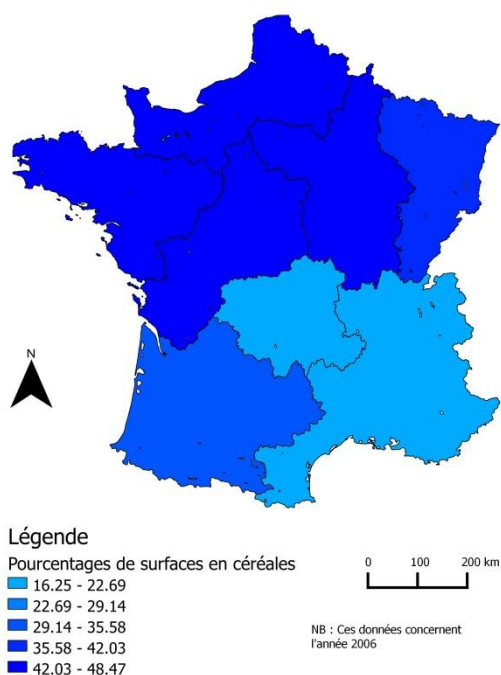 N
Légende
Pourcentages de surfaces en céréales
16.25 - 22.69
22.69 - 29.14
29.14 - 35.58
35.58 - 42.03
42.03 - 48.47
0 100 200 km
NB : Ces données concernent
l'année 2006